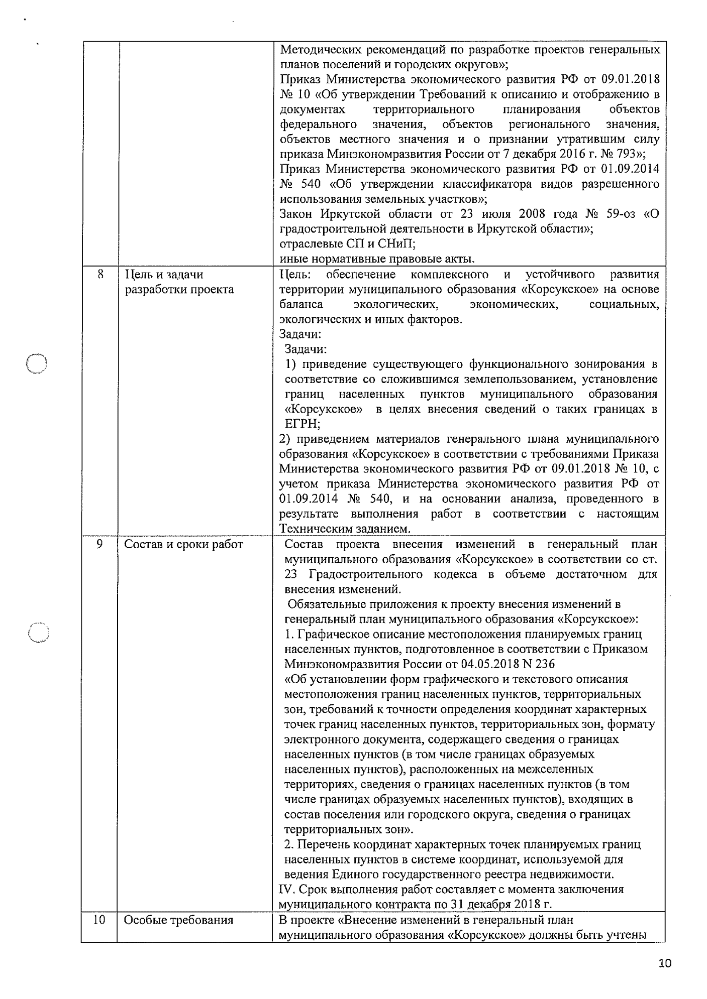 Методических рекомендаций по разработке проектов генеральных
планов поселений и городских округов»;
Приказ Министерства экономического развития РФ от 09.01.2018
№ 10 «Об утверждении Требований к описанию и отображению в
документах территориального планирования объектов
федерального значения, объектов регионального значения,
объектов местного значения и о признании утратившим силу
приказа Минэкономразвития России от 7 декабря 2016 г. № 793»;
Приказ Министерства экономического развития РФ от 01.09.2014
№ 540 «Об утверждении классификатора видов разрешенного
использования земельных участков»;
Закон Иркутской области от 23 июля 2008 года № 59-оз «О
градостроительной деятельности в Иркутской области»;
отраслевые СП и СНиП;
иные нормативные правовые акты.
8 Цель и задачи
разработки проекта
Цель: обеспечение комплексного и устойчивого развития
территории муниципального образования «Корсукское» на основе
баланса экологических, экономических, социальных,
экологических и иных факторов.
Задачи:
Задачи:
1) приведение существующего функционального зонирования в
соответствие со сложившимся землепользованием, установление
границ населенных пунктов муниципального образования
«Корсукское» в целях внесения сведений о таких границах в
ЕГРН;
2) приведением материалов генерального плана муниципального
образования «Корсукское» в соответствии с требованиями Приказа
Министерства экономического развития РФ от 09.01.2018 № 10, с
учетом приказа Министерства экономического развития РФ от
01.09.2014 № 540, и на основании анализа, проведенного в
результате выполнения работ в соответствии с настоящим
Техническим заданием.
9 Состав и сроки работ
Состав проекта внесения изменений в генеральный план
муниципального образования «Корсукское» в соответствии со ст.
23 Градостроительного кодекса в объеме достаточном для
внесения изменений.
Обязательные приложения к проекту внесения изменений в
генеральный план муниципального образования «Корсукское»:
1. Графическое описание местоположения планируемых границ
населенных пунктов, подготовленное в соответствии с Приказом
Минэкономразвития России от 04.05.2018 N 236
«Об установлении форм графического и текстового описания
местоположения границ населенных пунктов, территориальных
зон, требований к точности определения координат характерных
точек границ населенных пунктов, территориальных зон, формату
электронного документа, содержащего сведения о границах
населенных пунктов (в том числе границах образуемых
населенных пунктов), расположенных на межселенных
территориях, сведения о границах населенных пунктов (в том
числе границах образуемых населенных пунктов), входящих в
состав поселения или городского округа, сведения о границах
территориальных зон».
2. Перечень координат характерных точек планируемых границ
населенных пунктов в системе координат, используемой для
ведения Единого государственного реестра недвижимости.
IV. Срок выполнения работ составляет с момента заключения
муниципального контракта по 31 декабря 2018 г.
10 Особые требования
В проекте «Внесение изменений в генеральный план
муниципального образования «Корсукское» должны быть учтены
10